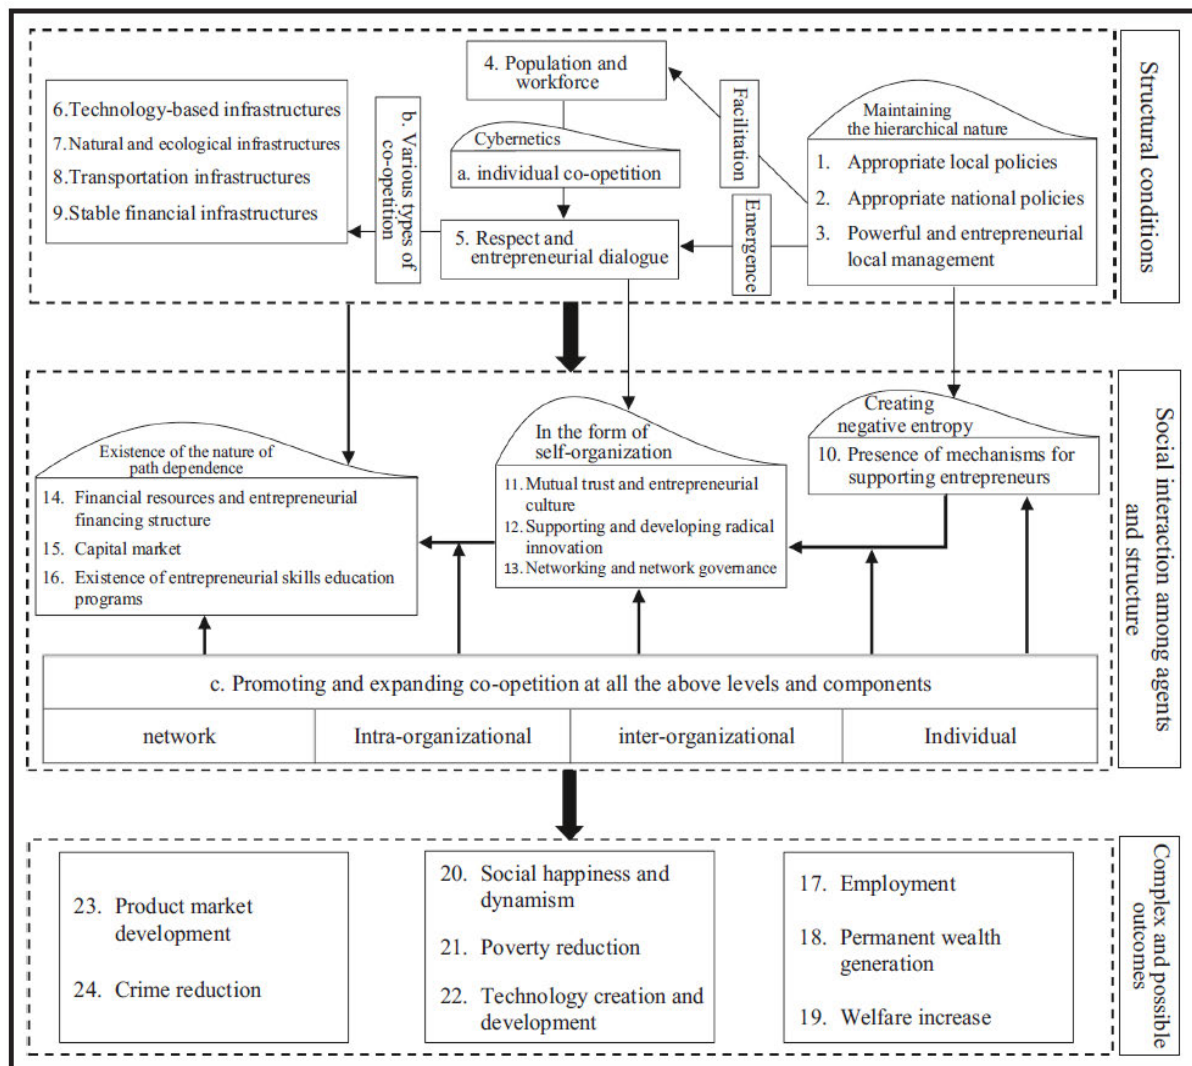 4. Population and
workforce
6.Technology-based infrastructures
7.Natural and ecological infrastructures
8.Transportation infrastructures
9.Stable financial infrastructures
b. Various types of
co-opetition
Cybernetics
a. individual co-opetition
5. Respect and
entrepreneurial dialogue
Facilitation
Emergence
Maintaining
the hierarchical nature
1. Appropriate local policies
2. Appropriate national policies
3. Powerful and entrepreneurial
local management
Structural conditions
Existence of the nature of
path dependence
14. Financial resources and entrepreneurial
financing structure
15. Capital market
16. Existence of entrepreneurial skills education
programs
In the form of
self-organization
11. Mutual trust and entrepreneurial
culture
12. Supporting and developing radical
innovation
13. Networking and network governance
Creating
negative entropy
10. Presence of mechanisms for
supporting entrepreneurs
c. Promoting and expanding co-opetition at all the above levels and components
network
Intra-organizational
inter-organizational
Individual
Social interaction among agents
and structure
23. Product market
development
24. Crime reduction
20. Social happiness and
dynamism
21. Poverty reduction
22. Technology creation and
development
17. Employment
18. Permanent wealth
generation
19. Welfare increase
Complex and possible
outcomes